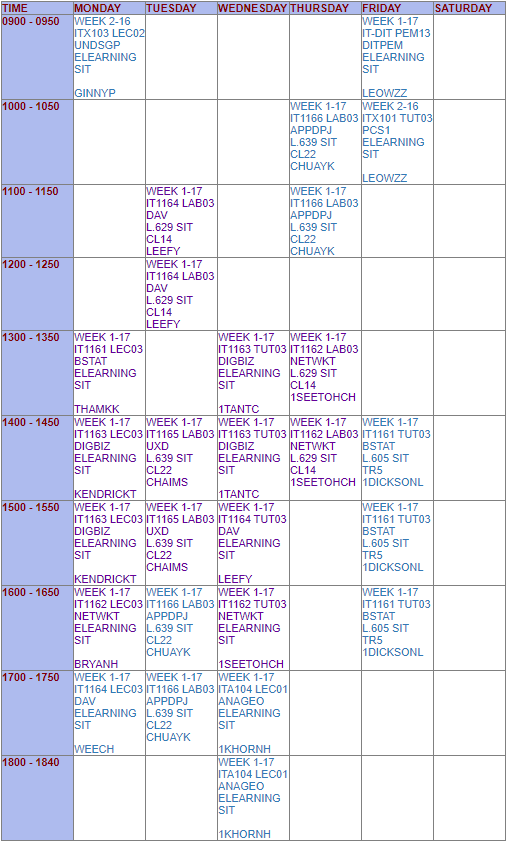 TIME MONDAY TUESDAY WEDNESDAY THURSDAY FRIDAY SATURDAY
0900 - 0950
WEEK 2-16
ITX103 LEC02
UNDSGP
ELEARNING
SIT
GINNYP
WEEK 1-17
IT-DIT PEM13
DITPEM
ELEARNING
SIT
LEOWZZ
1000 - 1050
WEEK 1-17
IT1166 LAB03
APPDPJ
L.639 SIT
CL22
CHUAYK
WEEK 2-16
ITX101 TUT03
PCS1
ELEARNING
SIT
LEOWZZ
1100 - 1150
WEEK 1-17
IT1164 LAB03
DAV
L.629 SIT
CL14
LEEFY
WEEK 1-17
IT1166 LAB03
APPDPJ
L.639 SIT
CL22
CHUAYK
1200 - 1250
WEEK 1-17
IT1164 LAB03
DAV
L.629 SIT
CL14
LEEFY
1300 - 1350
WEEK 1-17
IT1161 LEC03
BSTAT
ELEARNING
SIT
THAMKK
WEEK 1-17
IT1163 TUT03
DIGBIZ
ELEARNING
SIT
1TANTC
WEEK 1-17
IT1162 LAB03
NETWKT
L.629 SIT
CL14
1SEETOHCH
1400 - 1450
WEEK 1-17
IT1163 LEC03
DIGBIZ
ELEARNING
SIT
KENDRICKT
WEEK 1-17
IT1165 LAB03
UXD
L.639 SIT
CL22
CHAIMS
WEEK 1-17
IT1163 TUT03
DIGBIZ
ELEARNING
SIT
1TANTC
WEEK 1-17
IT1162 LAB03
NETWKT
L.629 SIT
CL14
1SEETOHCH
WEEK 1-17
IT1161 TUT03
BSTAT
L.605 SIT
TR5
1DICKSONL
1500 - 1550
WEEK 1-17
IT1163 LEC03
DIGBIZ
ELEARNING
SIT
KENDRICKT
WEEK 1-17
IT1165 LAB03
UXD
L.639 SIT
CL22
CHAIMS
WEEK 1-17
IT1164 TUT03
DAV
ELEARNING
SIT
LEEFY
WEEK 1-17
IT1161 TUT03
BSTAT
L.605 SIT
TR5
1DICKSONL
1600 - 1650
WEEK 1-17
IT1162 LEC03
NETWKT
ELEARNING
SIT
BRYANH
WEEK 1-17
IT1166 LAB03
APPDPJ
L.639 SIT
CL22
CHUAYK
WEEK 1-17
IT1162 TUT03
NETWKT
ELEARNING
SIT
1SEETOHCH
WEEK 1-17
IT1161 TUT03
BSTAT
L.605 SIT
TR5
1DICKSONL
1700 - 1750
WEEK 1-17
IT1164 LEC03
DAV
ELEARNING
SIT
WEECH
WEEK 1-17
IT1166 LAB03
APPDPJ
L.639 SIT
CL22
CHUAYK
WEEK 1-17
ITA104 LEC01
ANAGEO
ELEARNING
SIT
1KHORNH
1800 - 1840
WEEK 1-17
ITA104 LEC01
ANAGEO
ELEARNING
SIT
1KHORNH